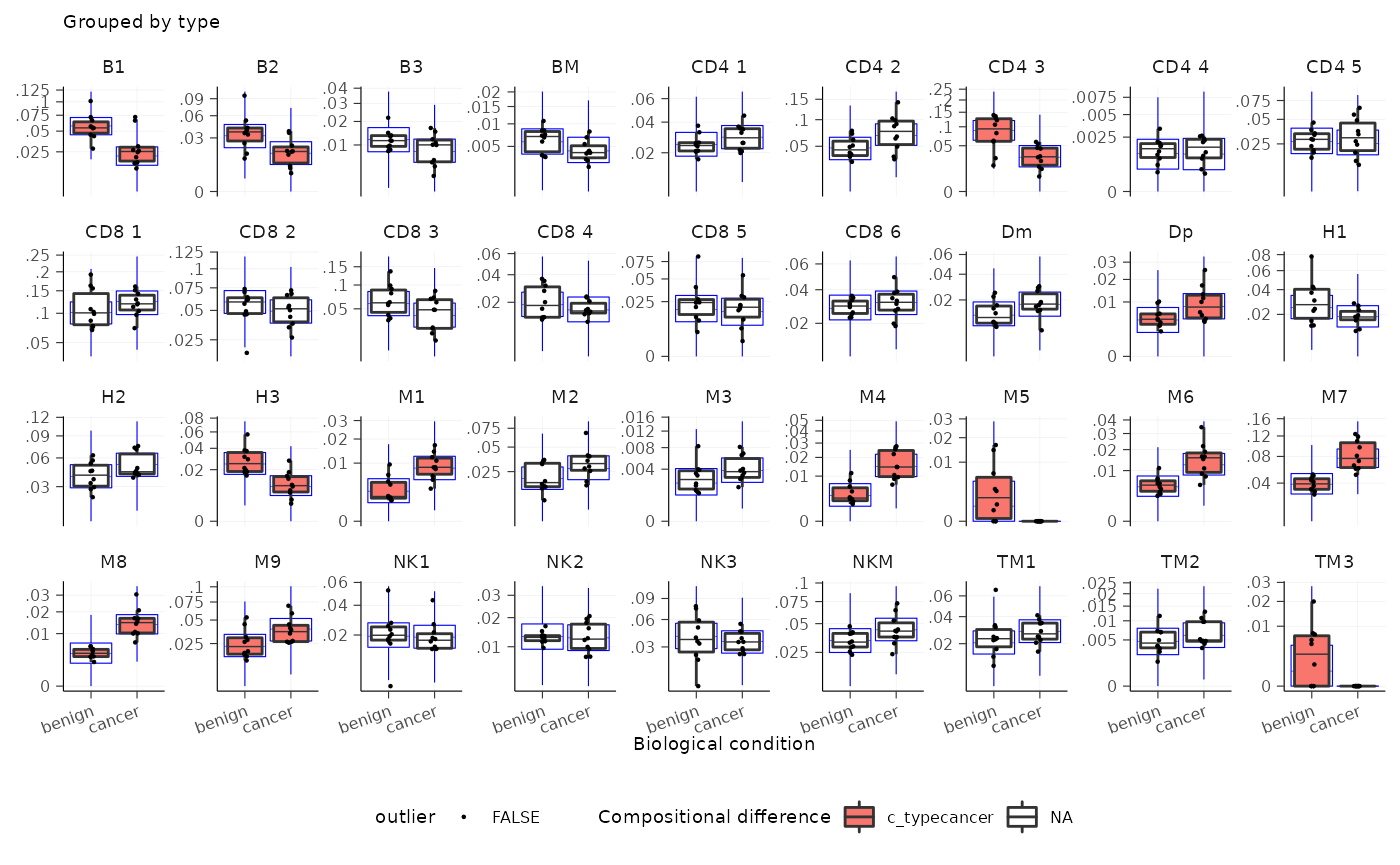 Grouped by type
B1 B2 B3 BM CD4 1 CD4 2 CD4 3 CD4 4 CD4 5
.125 .1 .075 .05 .025
.09 .06 .03 0
.04 .03 .02 .01
.02 .015 .01 .005
.06 .04 .02
.15 .1 .05
.25 .2 .15 .1 .05 0
.0075 .005 .0025 0
.075 .05 .025
CD8 1 CD8 2 CD8 3 CD8 4 CD8 5 CD8 6 Dm Dp H1
.25 .2 .15 .1 .05
.125 .1 .075 .05 .025
.15 .1 .05
.06 .04 .02
.075 .05 .025 0
.06 .04 .02
.06 .04 .02
.03 .02 .01 0
.08 .06 .04 .02
H2 H3 M1 M2 M3 M4 M5 M6 M7
.12 .09 .06 .03
.08 .06 .04 .02 0
.03 .02 .01 0
.075 .05 .025
.016 .012 .008 .004 0
.05 .04 .03 .02 .01 0
.03 .02 .01 0
.04 .03 .02 .01 0
.16 .12 .08 .04
M8 M9 NK1 NK2 NK3 NKM TM1 TM2 TM3
.03 .02 .01 0
.1 .075 .05 .025
.06 .04 .02
.03 .02 .01
.09 .06 .03
.1 .075 .05 .025
.06 .04 .02
.025 .02 .015 .01 .005 0
.03 .02 .01 0
benign cancer benign cancer benign cancer benign cancer benign cancer benign cancer benign cancer benign cancer benign cancer
Biological condition
outlier FALSE Compositional difference c_typecancer NA